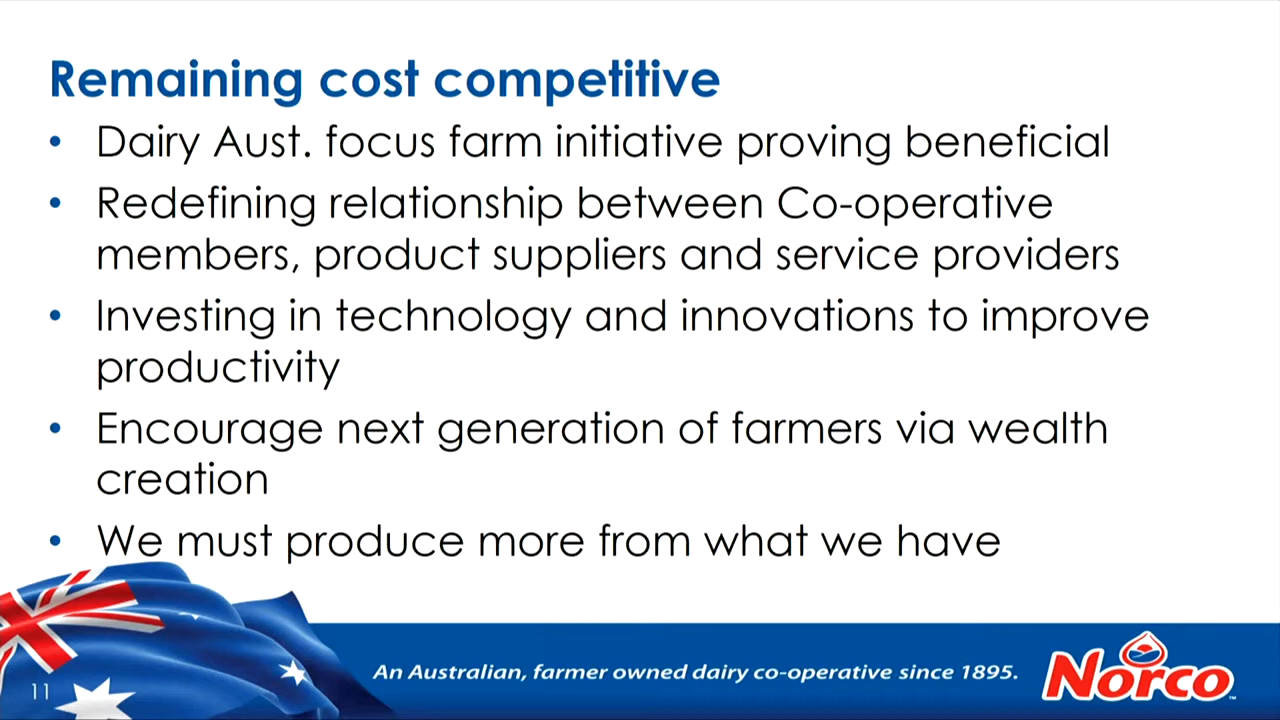 Remaining cost competitive
• Dairy Aust. focus farm initiative proving beneficial
• Redefining relationship between Co-operative
members, product suppliers and service providers
• Investing in technology and innovations to improve
productivity
• Encourage next generation of farmers via wealth
creation
• We must produce more from what we have
An Australian, farmer owned dairy co-operative since 1895.
Norco™
11